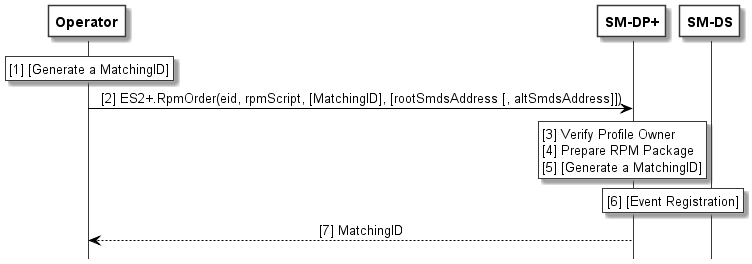 Operator
SM-DP+
SM-DS
[1] [Generate a MatchingID]
[2] ES2+.RpmOrder(eid, rpmScript, [MatchingID], [rootSmdsAddress [, altSmdsAddress]])
[3] Verify Profile Owner
[4] Prepare RPM Package
[5] [Generate a MatchingID]
[6] [Event Registration]
[7] MatchingID